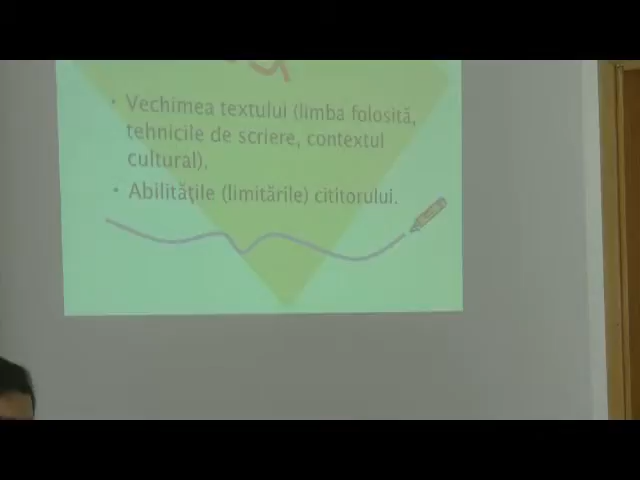 • Vechimea textului (limba folosită,
tehnicile de scriere, contextul
cultural).
• Abilităţile (limitările) cititorului.